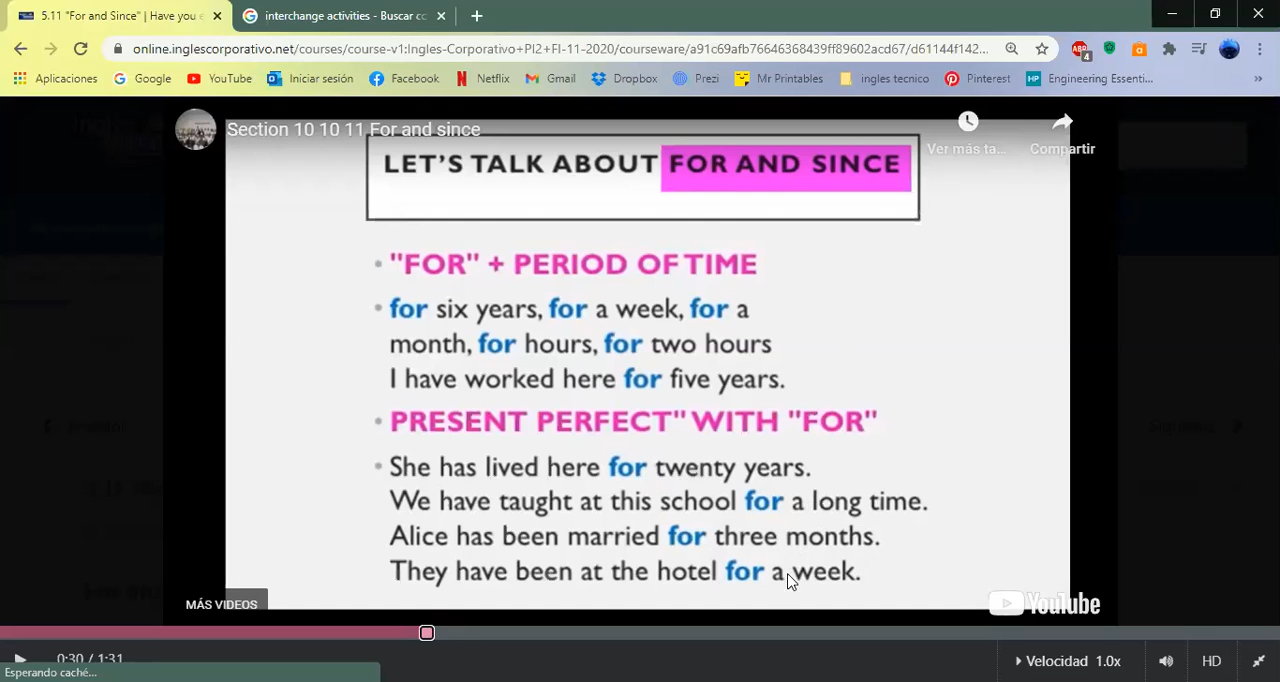 5.11 "For and Since" | Have you e
interchange activities - Buscar co
online.inglescorporativo.net/courses/course-v1:Ingles-Corporativo+PI2+FI-11-2020/courseware/a91c69afb76646368439ff89602acd67/d61144f142...
4
Aplicaciones Google YouTube Iniciar sesión Facebook Netflix Gmail Dropbox Prezi Mr Printables ingles tecnico Pinterest HP Engineering Essenti... »
Section 10 10 11 For and since
Ver más ta... Compartir
LET'S TALK ABOUT FOR AND SINCE
• "FOR" + PERIOD OF TIME
• for six years, for a week, for a
month, for hours, for two hours
I have worked here for five years.
• PRESENT PERFECT" WITH "FOR"
• She has lived here for twenty years.
We have taught at this school for a long time.
Alice has been married for three months.
They have been at the hotel for a week.
MÁS VIDEOS
YouTube
0:30 / 1:31
Velocidad 1.0x HD
Esperando caché...